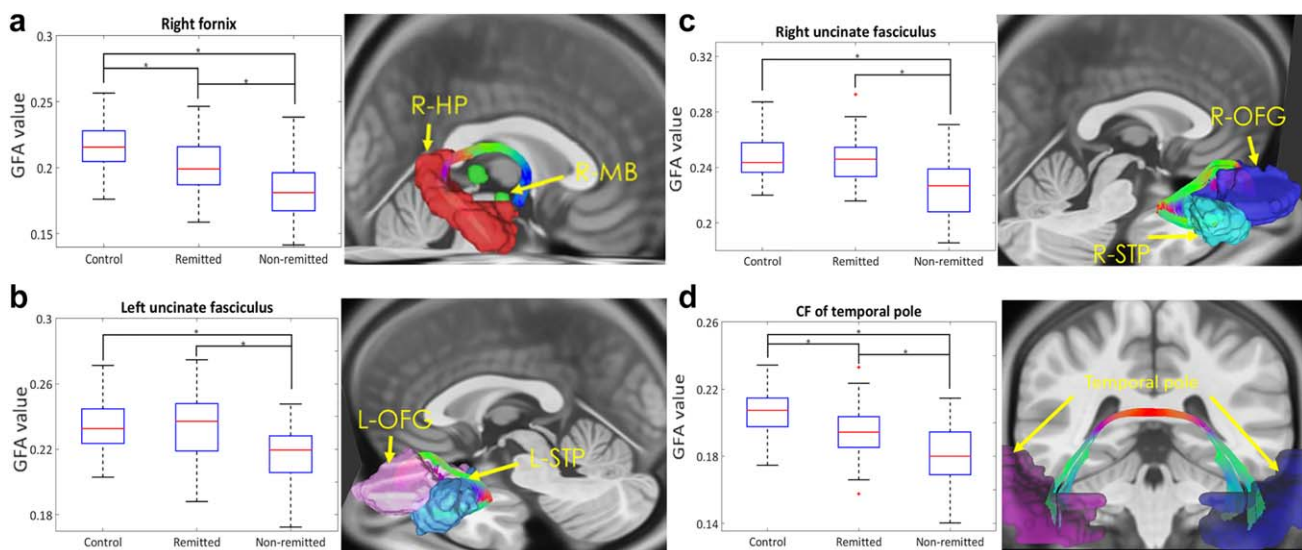 a
Right fornix
GFA value
0.3
0.25
0.2
0.15
*
*
*
Control Remitted Non-remitted
R-HP
R-MB
c
Right uncinate fasciculus
GFA value
0.32
0.28
0.24
0.2
*
*
Control Remitted Non-remitted
R-OFG
R-STP
b
Left uncinate fasciculus
GFA value
0.3
0.26
0.22
0.18
*
*
Control Remitted Non-remitted
L-OFG
L-STP
d
CF of temporal pole
GFA value
0.26
0.22
0.18
0.14
*
*
*
Control Remitted Non-remitted
Temporal pole